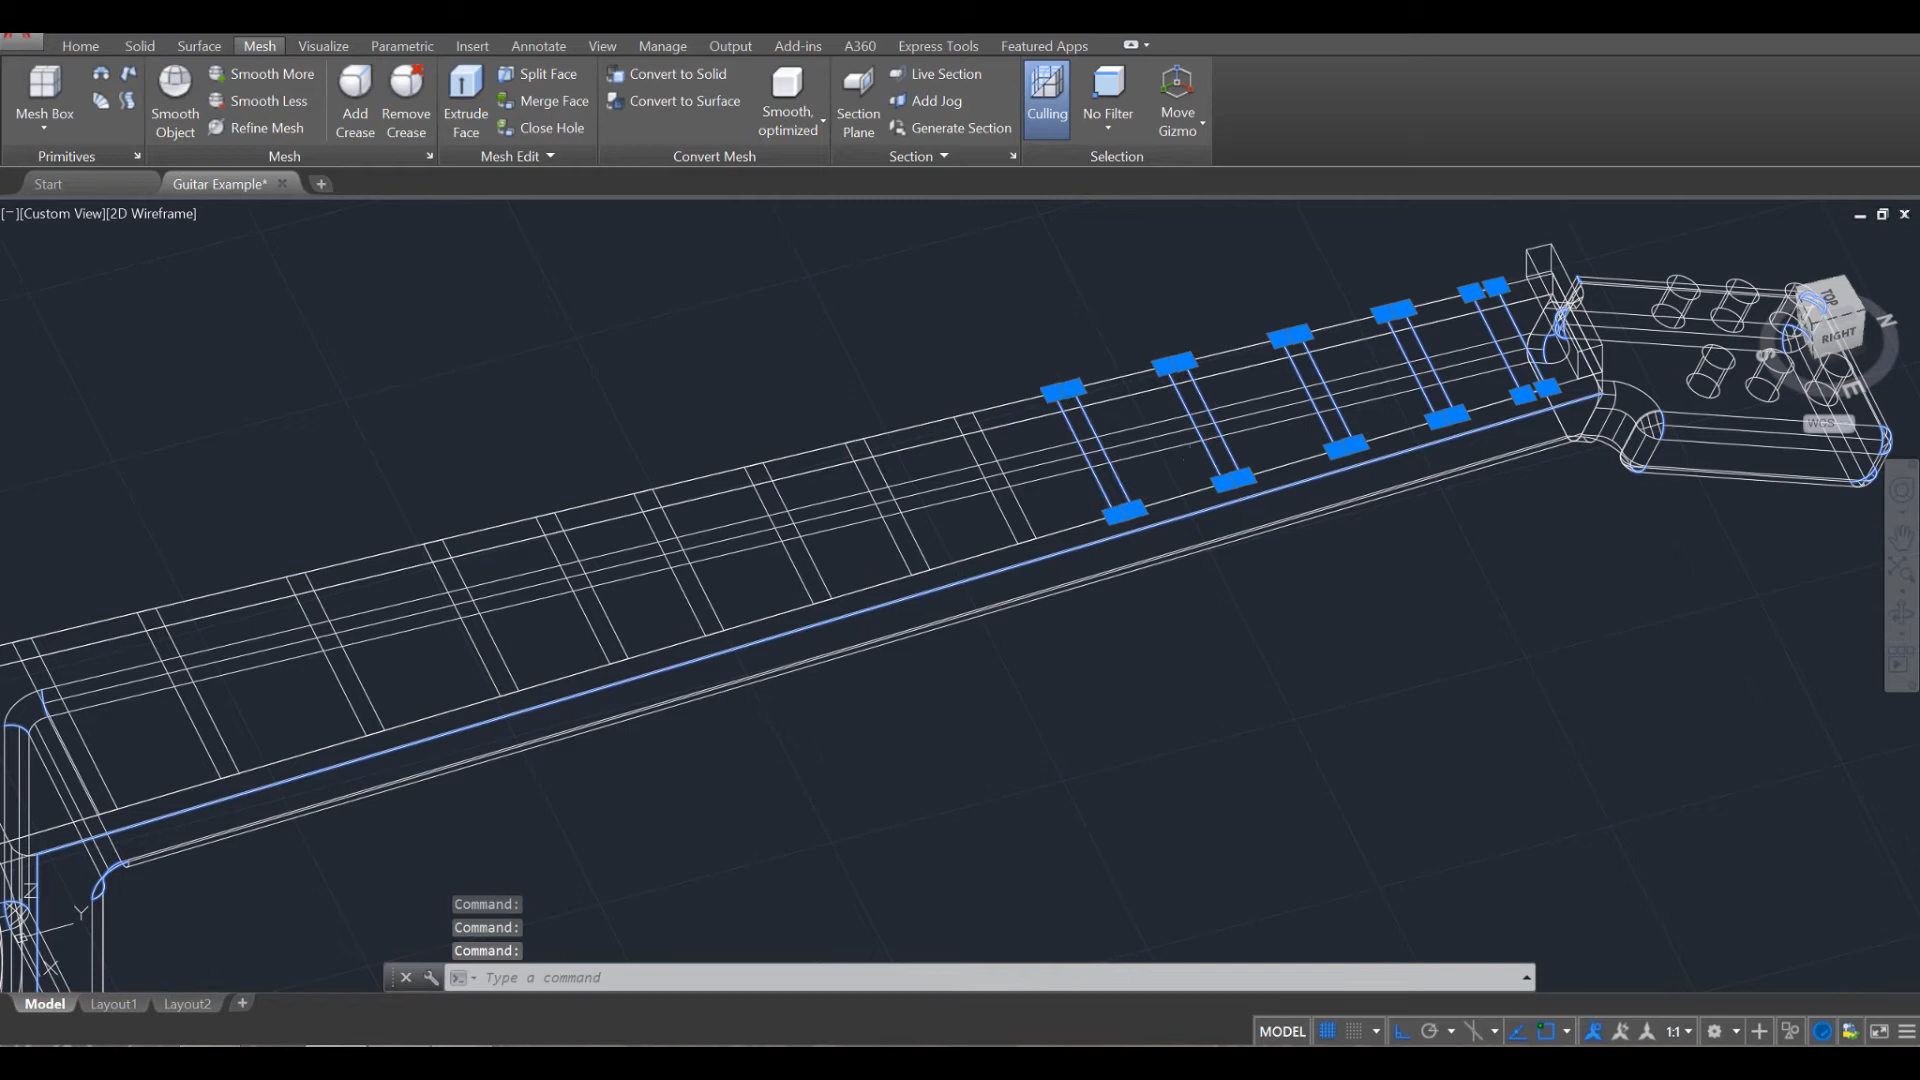 Home Solid Surface Mesh Visualize Parametric Insert Annotate View Manage Output Add-ins A360 Express Tools Featured Apps
Mesh Box
Smooth Object
Smooth More
Smooth Less
Refine Mesh
Add Crease
Remove Crease
Extrude Face
Split Face
Merge Face
Close Hole
Convert to Solid
Convert to Surface
Smooth, optimized
Section Plane
Live Section
Add Jog
Generate Section
Culling
No Filter
Move Gizmo
Primitives Mesh Mesh Edit Convert Mesh Section Selection
Start Guitar Example*
[−][Custom View][2D Wireframe]
TOP
RIGHT
N
S
E
WCS
Z
Y
X
Command:
Command:
Command:
Type a command
Model Layout1 Layout2
MODEL 1:1